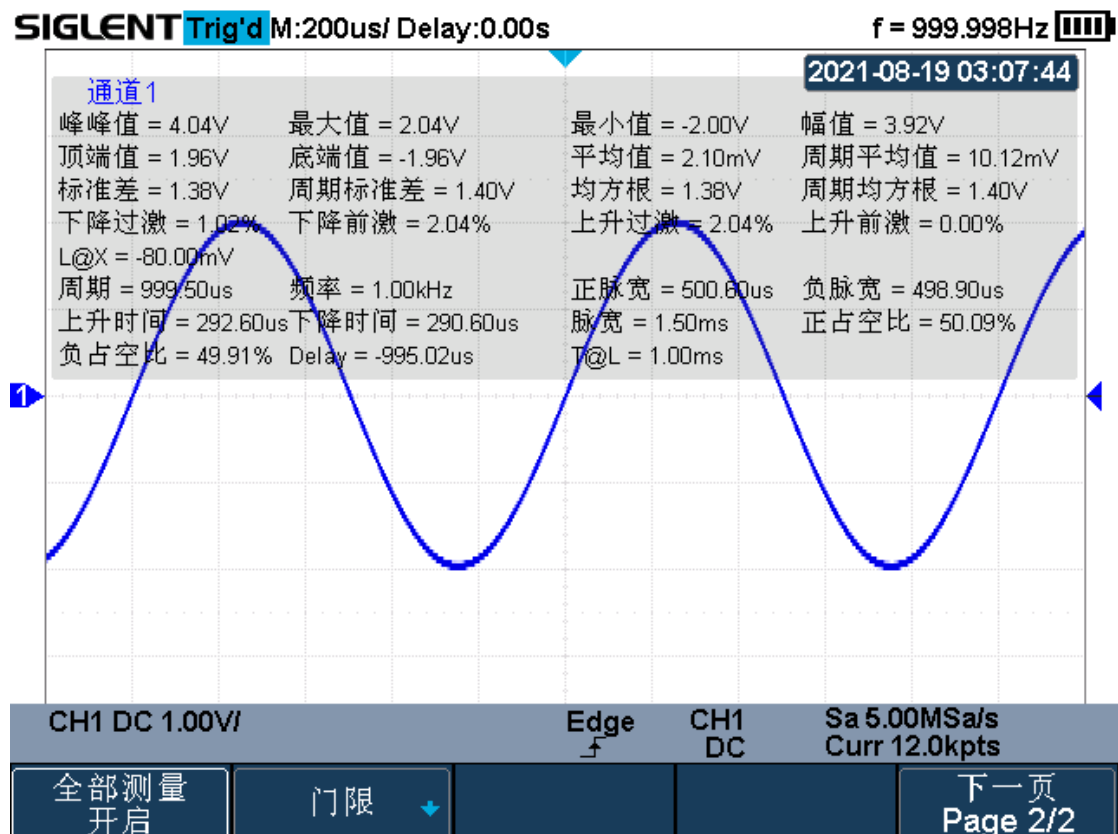 SIGLENT Trig'd M:200us/ Delay:0.00s f = 999.998Hz
2021-08-19 03:07:44
通道1
峰峰值 = 4.04V 最大值 = 2.04V 最小值 = -2.00V 幅值 = 3.92V
顶端值 = 1.96V 底端值 = -1.96V 平均值 = 2.10mV 周期平均值 = 10.12mV
标准差 = 1.38V 周期标准差 = 1.40V 均方根 = 1.38V 周期均方根 = 1.40V
下降过激 = 1.02% 下降前激 = 2.04% 上升过激 = 2.04% 上升前激 = 0.00%
L@X = -80.00mV
周期 = 999.50us 频率 = 1.00kHz 正脉宽 = 500.60us 负脉宽 = 498.90us
上升时间 = 292.60us 下降时间 = 290.60us 脉宽 = 1.50ms 正占空比 = 50.09%
负占空比 = 49.91% Delay = -995.02us T@L = 1.00ms
1
CH1 DC 1.00V/ Edge CH1 Sa 5.00MSa/s
DC Curr 12.0kpts
全部测量 门限 下一页
开启 Page 2/2